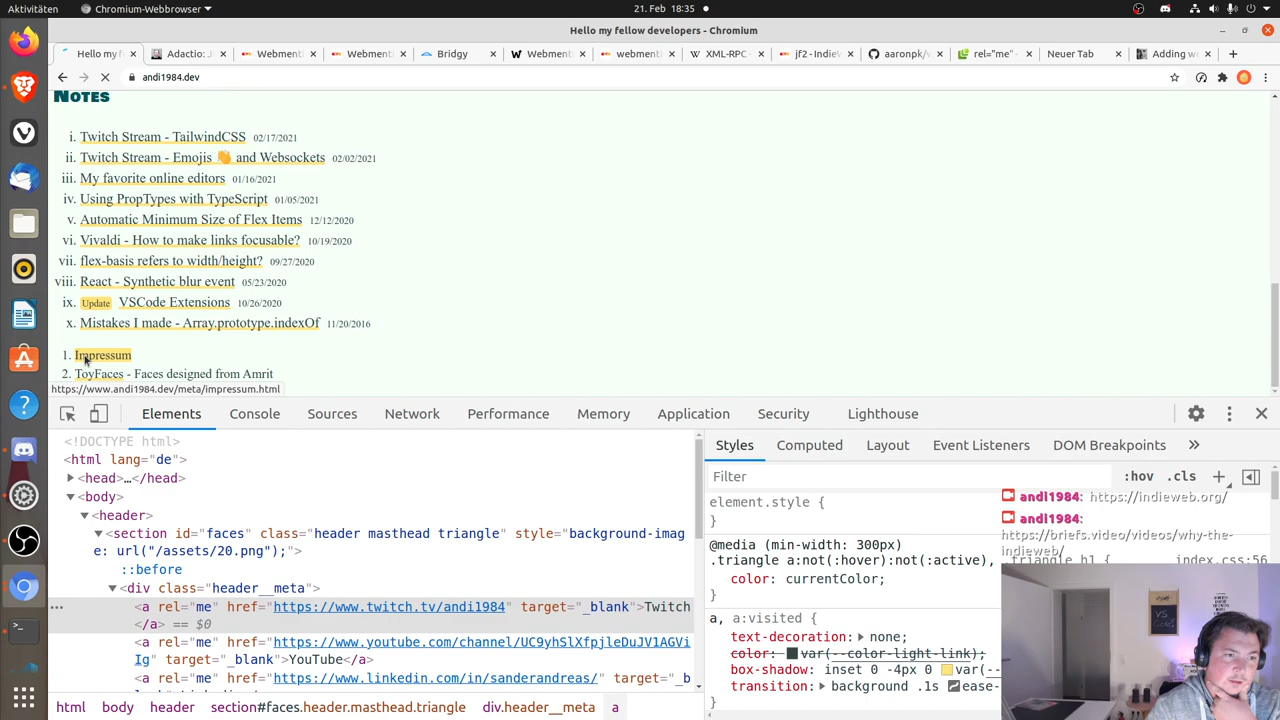 Aktivitäten
Chromium-Webbrowser
21. Feb 18:35
Hello my fellow developers - Chromium
Hello my f
Adactio: J
Webmenti
Webmenti
Bridgy
Webmenti
webmenti
XML-RPC -
jf2 - IndieW
aaronpk/v
rel="me" -
Neuer Tab
Adding we
andi1984.dev
NOTES
i. Twitch Stream - TailwindCSS 02/17/2021
ii. Twitch Stream - Emojis 👋 and Websockets 02/02/2021
iii. My favorite online editors 01/16/2021
iv. Using PropTypes with TypeScript 01/05/2021
v. Automatic Minimum Size of Flex Items 12/12/2020
vi. Vivaldi - How to make links focusable? 10/19/2020
vii. flex-basis refers to width/height? 09/27/2020
viii. React - Synthetic blur event 05/23/2020
ix. Update VSCode Extensions 10/26/2020
x. Mistakes I made - Array.prototype.indexOf 11/20/2016
1. Impressum
2. ToyFaces - Faces designed from Amrit
https://www.andi1984.dev/meta/impressum.html
Elements Console Sources Network Performance Memory Application Security Lighthouse
<!DOCTYPE html>
<html lang="de">
<head>…</head>
<body>
<header>
<section id="faces" class="header masthead triangle" style="background-imag
e: url("/assets/20.png");">
::before
<div class="header__meta">
<a rel="me" href="https://www.twitch.tv/andi1984" target="_blank">Twitch
</a> == $0
<a rel="me" href="https://www.youtube.com/channel/UC9yhSlXfpjleDuJV1AGVi
Ig" target="_blank">YouTube</a>
<a rel="me" href="https://www.linkedin.com/in/sanderandreas/" target="_b
html body header section#faces.header.masthead.triangle div.header__meta a
Styles Computed Layout Event Listeners DOM Breakpoints
Filter
:hov .cls
element.style {
}
@media (min-width: 300px)
.triangle a:not(:hover):not(:active),
.triangle h1
index.css:56
color: currentColor;
}
a, a:visited {
text-decoration: none;
color: var(--color-light-link);
box-shadow: inset 0 -4px 0 var(--
transition: background .1s ease-
}
andi1984: https://indieweb.org/
andi1984:
https://briefs.video/videos/why-the-
indieweb/